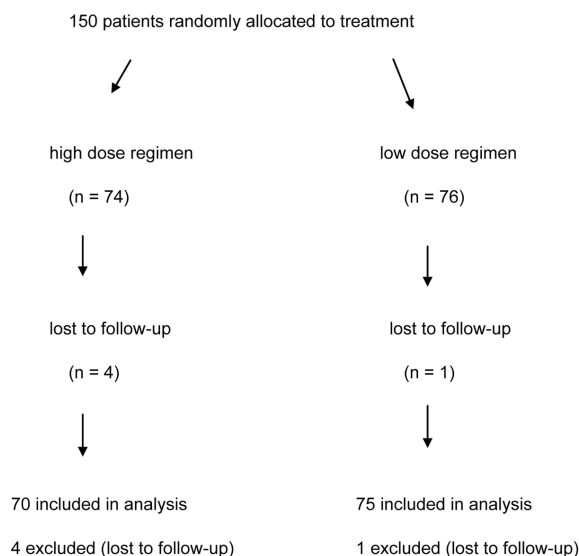 150 patients randomly allocated to treatment
high dose regimen
(n = 74)
lost to follow-up
(n = 4)
70 included in analysis
4 excluded (lost to follow-up)
low dose regimen
(n = 76)
lost to follow-up
(n = 1)
75 included in analysis
1 excluded (lost to follow-up)